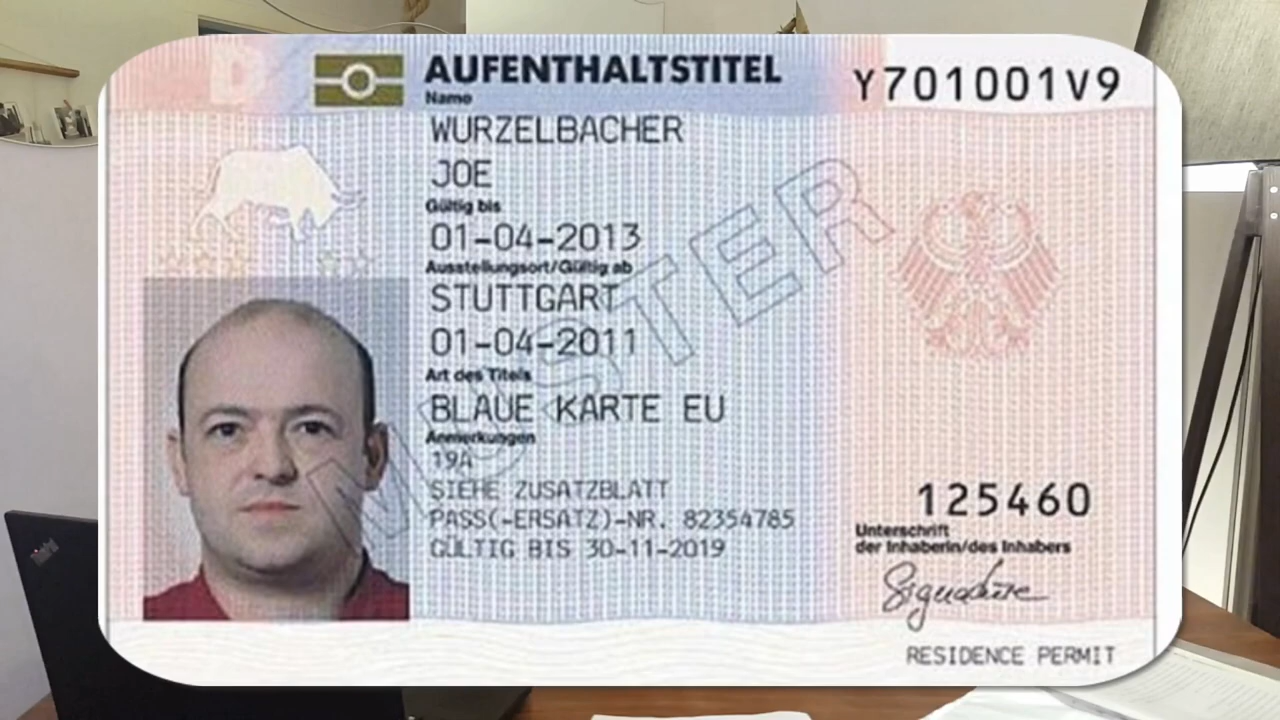 D
AUFENTHALTSTITEL
Y701001V9
Name
WURZELBACHER
JOE
Gültig bis
01-04-2013
Ausstellungsort/Gültig ab
STUTTGART
01-04-2011
Art des Titels
BLAUE KARTE EU
Anmerkungen
19A
SIEHE ZUSATZBLATT
PASS(-ERSATZ)-NR. 82354785
GÜLTIG BIS 30-11-2019
MUSTER
125460
Unterschrift
der Inhaberin/des Inhabers
Signature
RESIDENCE PERMIT
ThinkPad